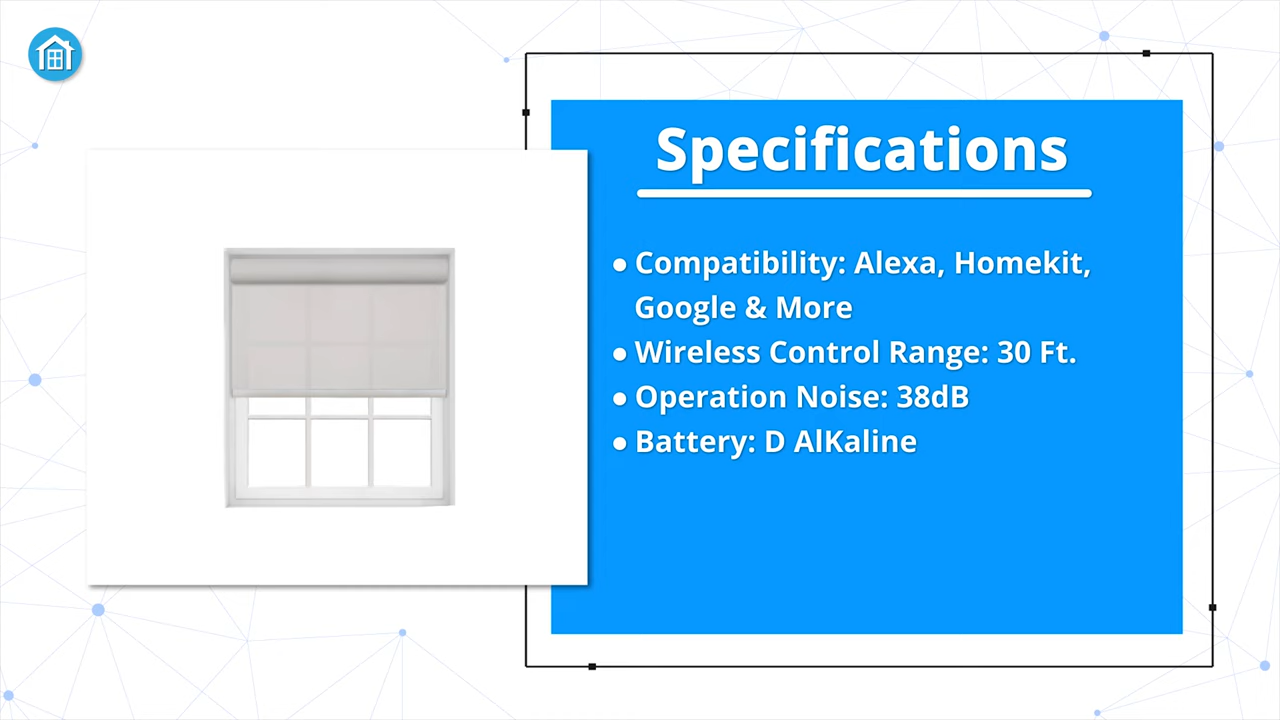 Specifications
● Compatibility: Alexa, Homekit,
Google & More
● Wireless Control Range: 30 Ft.
● Operation Noise: 38dB
● Battery: D AlKaline